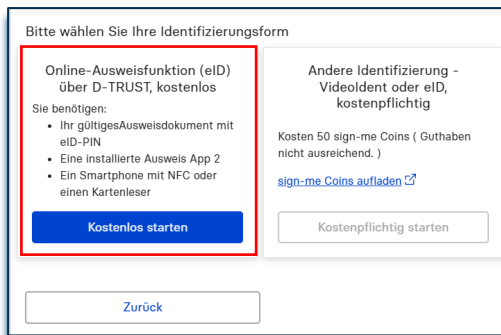 Bitte wählen Sie Ihre Identifizierungsform
Online-Ausweisfunktion (eID)
über D-TRUST, kostenlos
Sie benötigen:
• Ihr gültigesAusweisdokument mit
eID-PIN
• Eine installierte Ausweis App 2
• Ein Smartphone mit NFC oder
einen Kartenleser
Kostenlos starten
Andere Identifizierung -
VideoIdent oder eID,
kostenpflichtig
Kosten 50 sign-me Coins ( Guthaben
nicht ausreichend. )
sign-me Coins aufladen
Kostenpflichtig starten
Zurück